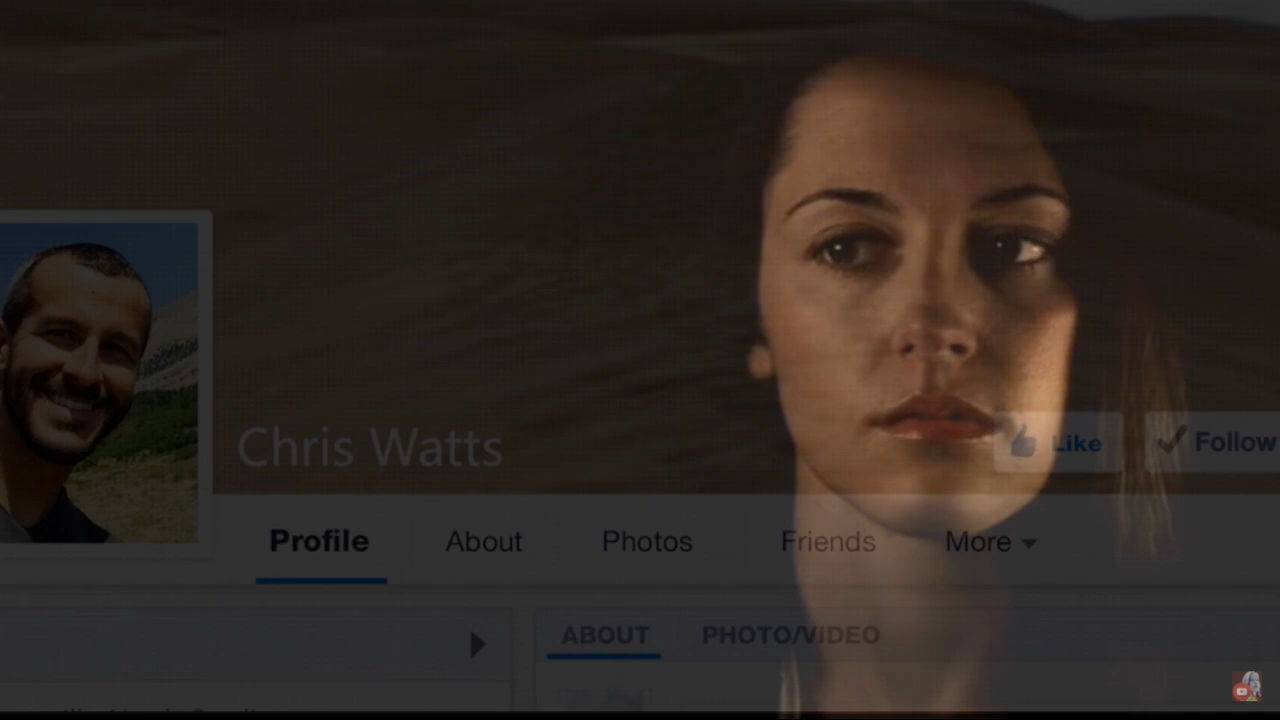 Chris Watts
Like
Follow
Profile
About
Photos
Friends
More
ABOUT
PHOTO/VIDEO